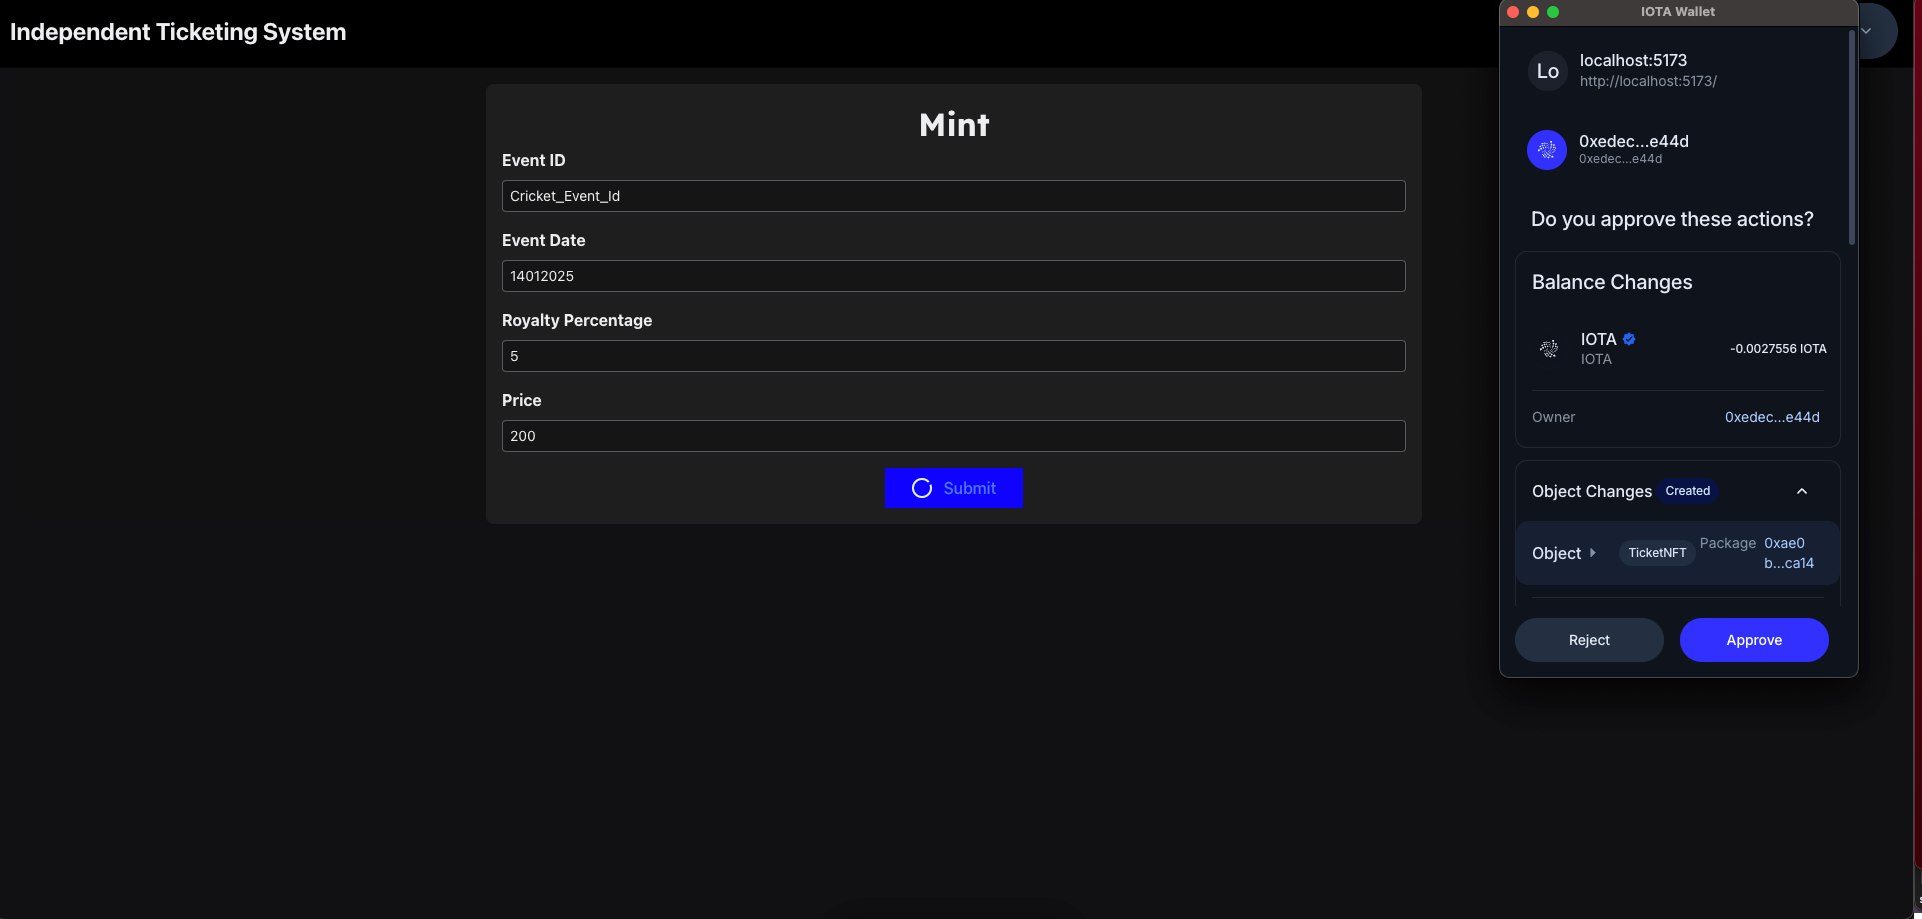 Independent Ticketing System
Mint
Event ID
Cricket_Event_Id
Event Date
14012025
Royalty Percentage
5
Price
200
Submit
IOTA Wallet
Lo
localhost:5173
http://localhost:5173/
0xedec...e44d
0xedec...e44d
Do you approve these actions?
Balance Changes
IOTA
IOTA
-0.0027556 IOTA
Owner 0xedec...e44d
Object Changes Created
Object TicketNFT Package 0xae0
b...ca14
Reject Approve